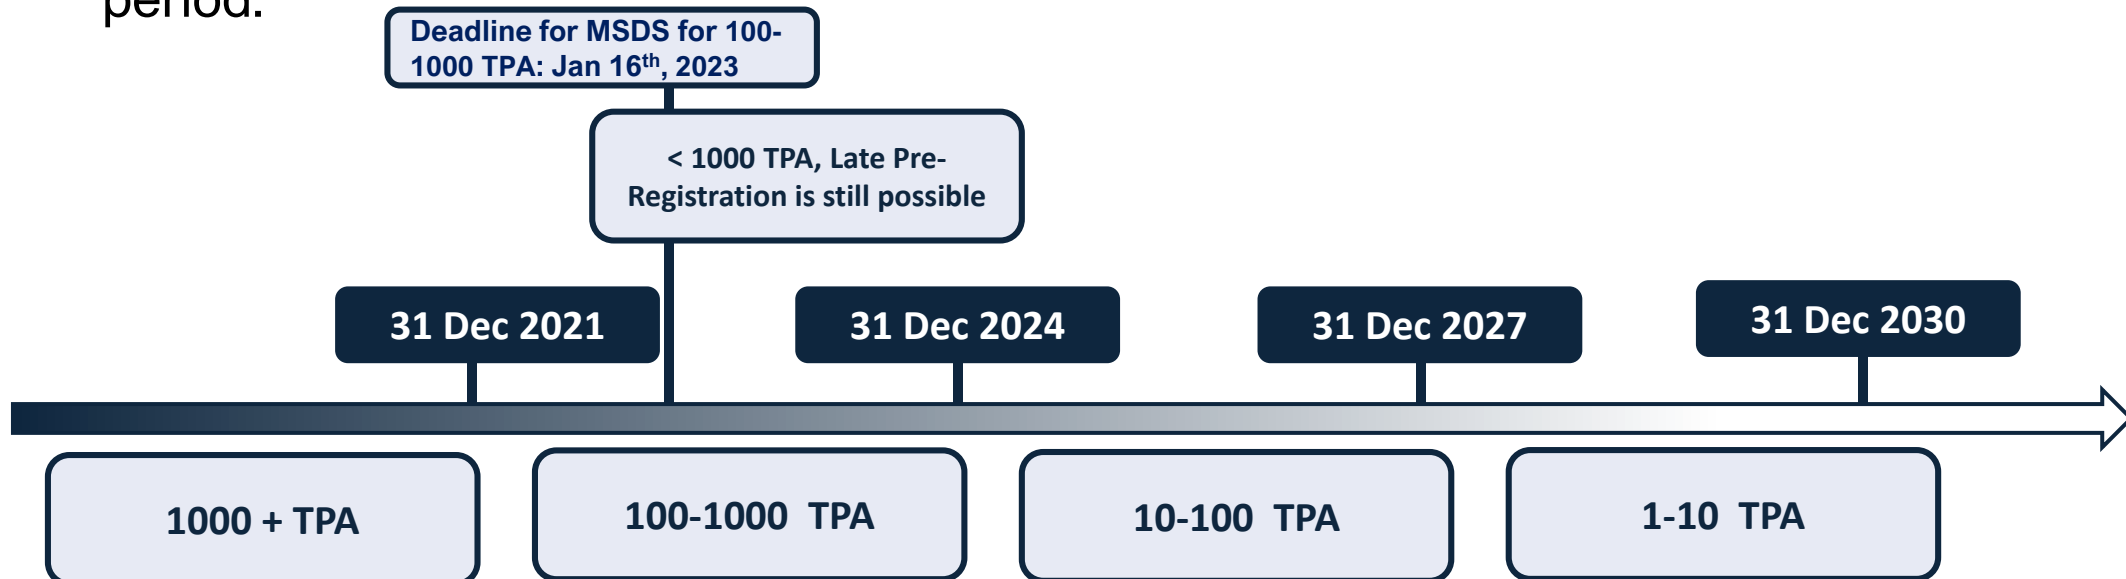 period.
Deadline for MSDS for 100-
1000 TPA: Jan 16th, 2023
< 1000 TPA, Late Pre-
Registration is still possible
31 Dec 2021
31 Dec 2024
31 Dec 2027
31 Dec 2030
1000 + TPA
100-1000 TPA
10-100 TPA
1-10 TPA